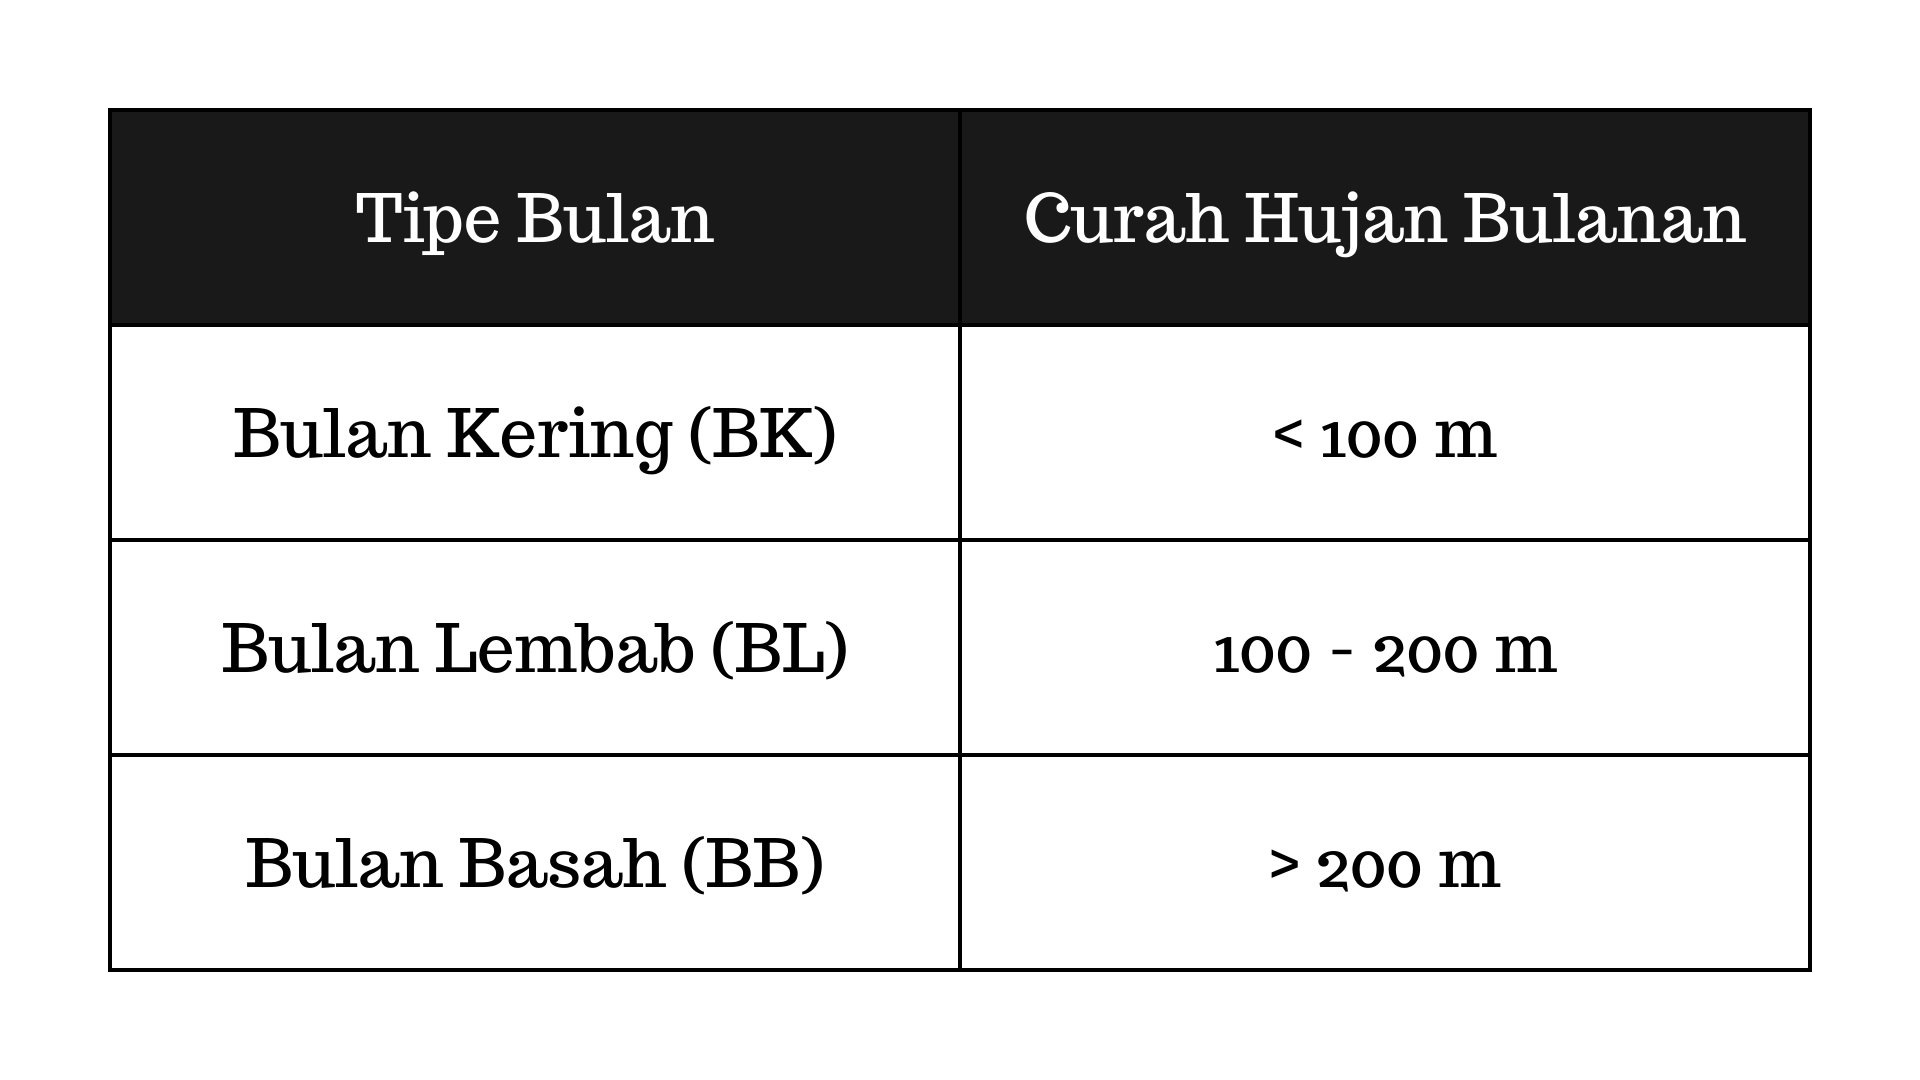 Tipe Bulan
Curah Hujan Bulanan
Bulan Kering (BK)
< 100 m
Bulan Lembab (BL)
100 - 200 m
Bulan Basah (BB)
> 200 m